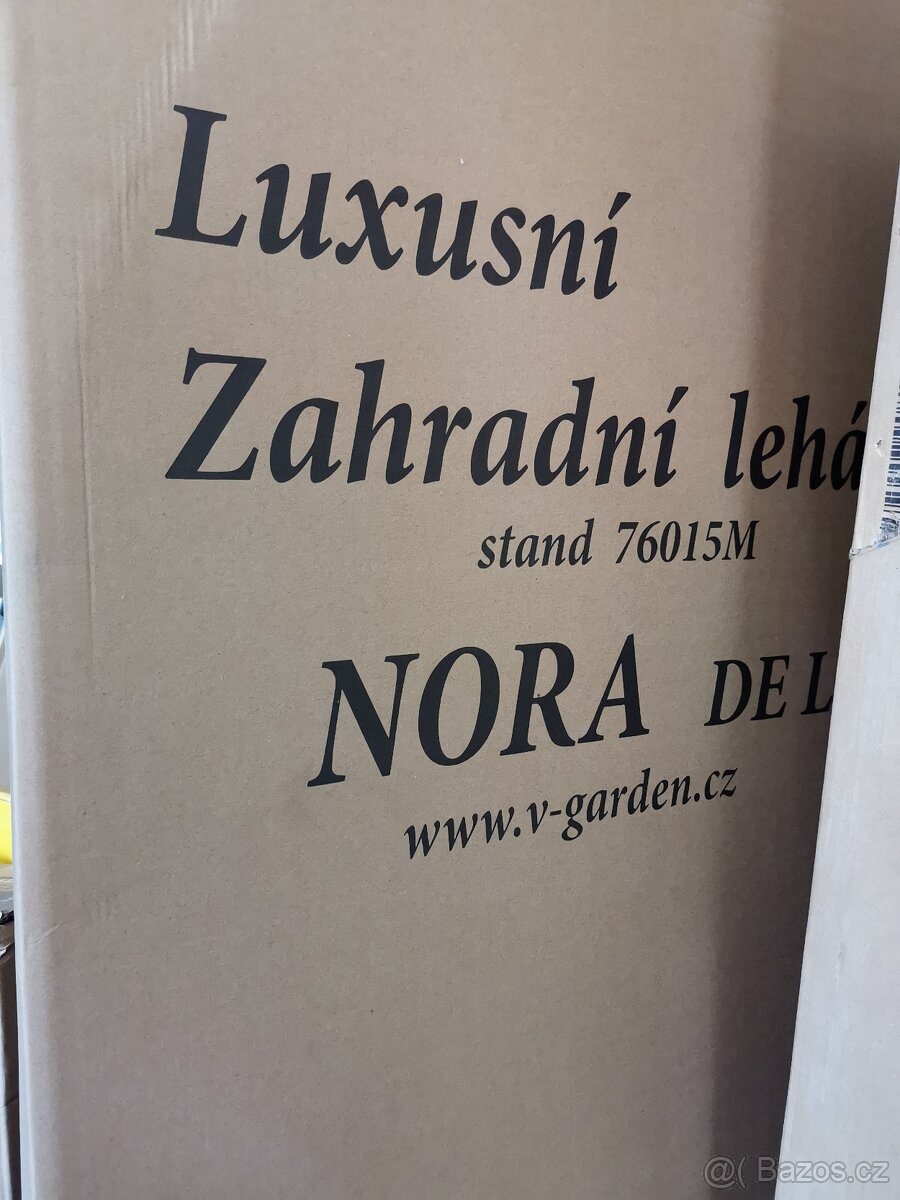 Luxusní
Zahradní lehá
stand 76015M
NORA DE L
www.v-garden.cz
@( Bazos.cz